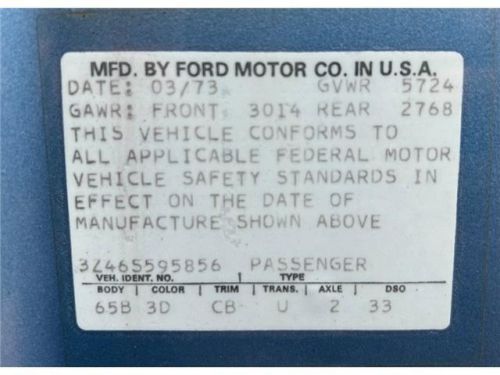 MFD. BY FORD MOTOR CO. IN U.S.A.
DATE: 03/73 GVWR 5724
GAWR: FRONT 3014 REAR 2768
THIS VEHICLE CONFORMS TO
ALL APPLICABLE FEDERAL MOTOR
VEHICLE SAFETY STANDARDS IN
EFFECT ON THE DATE OF
MANUFACTURE SHOWN ABOVE
3Z46S595856 PASSENGER
VEH. IDENT. NO. TYPE
BODY COLOR TRIM TRANS. AXLE DSO
65B 3D CB U 2 33